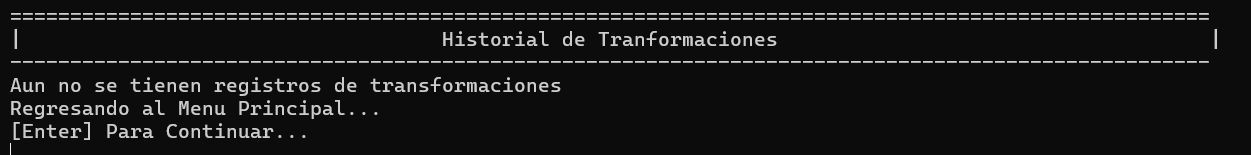 ====================================================================================================
|                                   Historial de Tranformaciones                                    |
----------------------------------------------------------------------------------------------------
Aun no se tienen registros de transformaciones
Regresando al Menu Principal...
[Enter] Para Continuar...